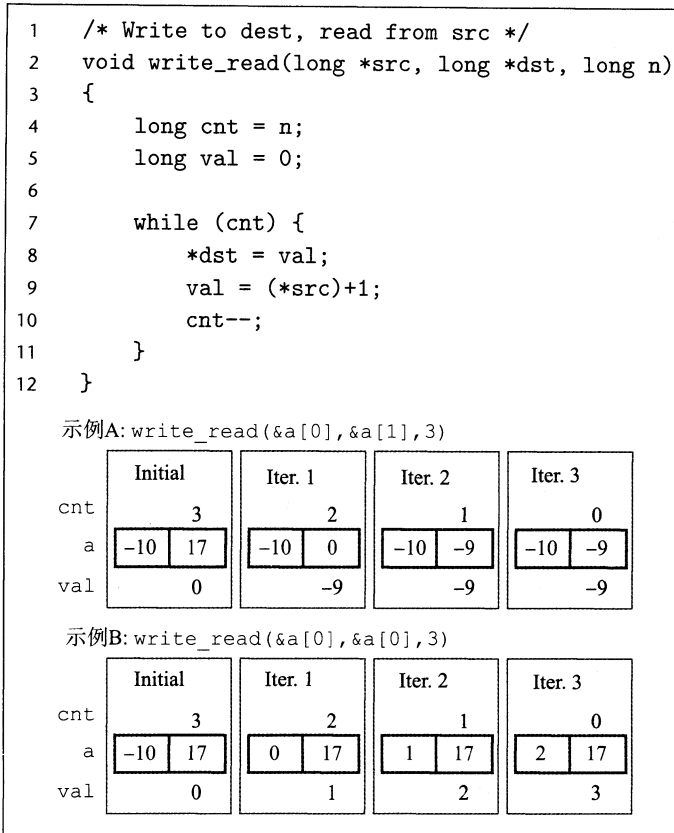 1 /* Write to dest, read from src */
2 void write_read(long *src, long *dst, long n)
3 {
4 long cnt = n;
5 long val = 0;
6
7 while (cnt) {
8 *dst = val;
9 val = (*src)+1;
10 cnt--;
11 }
12 }
示例A: write_read(&a[0],&a[1],3)
Initial Iter. 1 Iter. 2 Iter. 3
cnt 3 2 1 0
a -10 17 -10 0 -10 -9 -10 -9
val 0 -9 -9 -9
示例B: write_read(&a[0],&a[0],3)
Initial Iter. 1 Iter. 2 Iter. 3
cnt 3 2 1 0
a -10 17 0 17 1 17 2 17
val 0 1 2 3